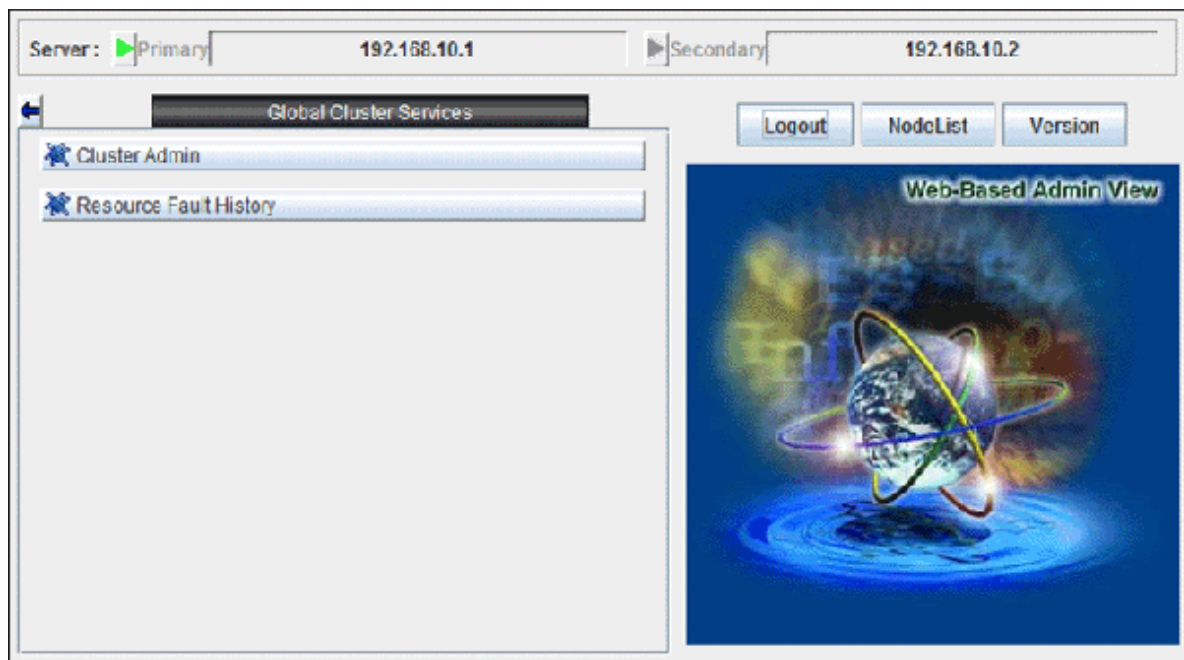 Server: Primary 192.168.10.1 Secondary 192.168.10.2
Global Cluster Services
Logout NodeList Version
Cluster Admin
Resource Fault History
Web-Based Admin View